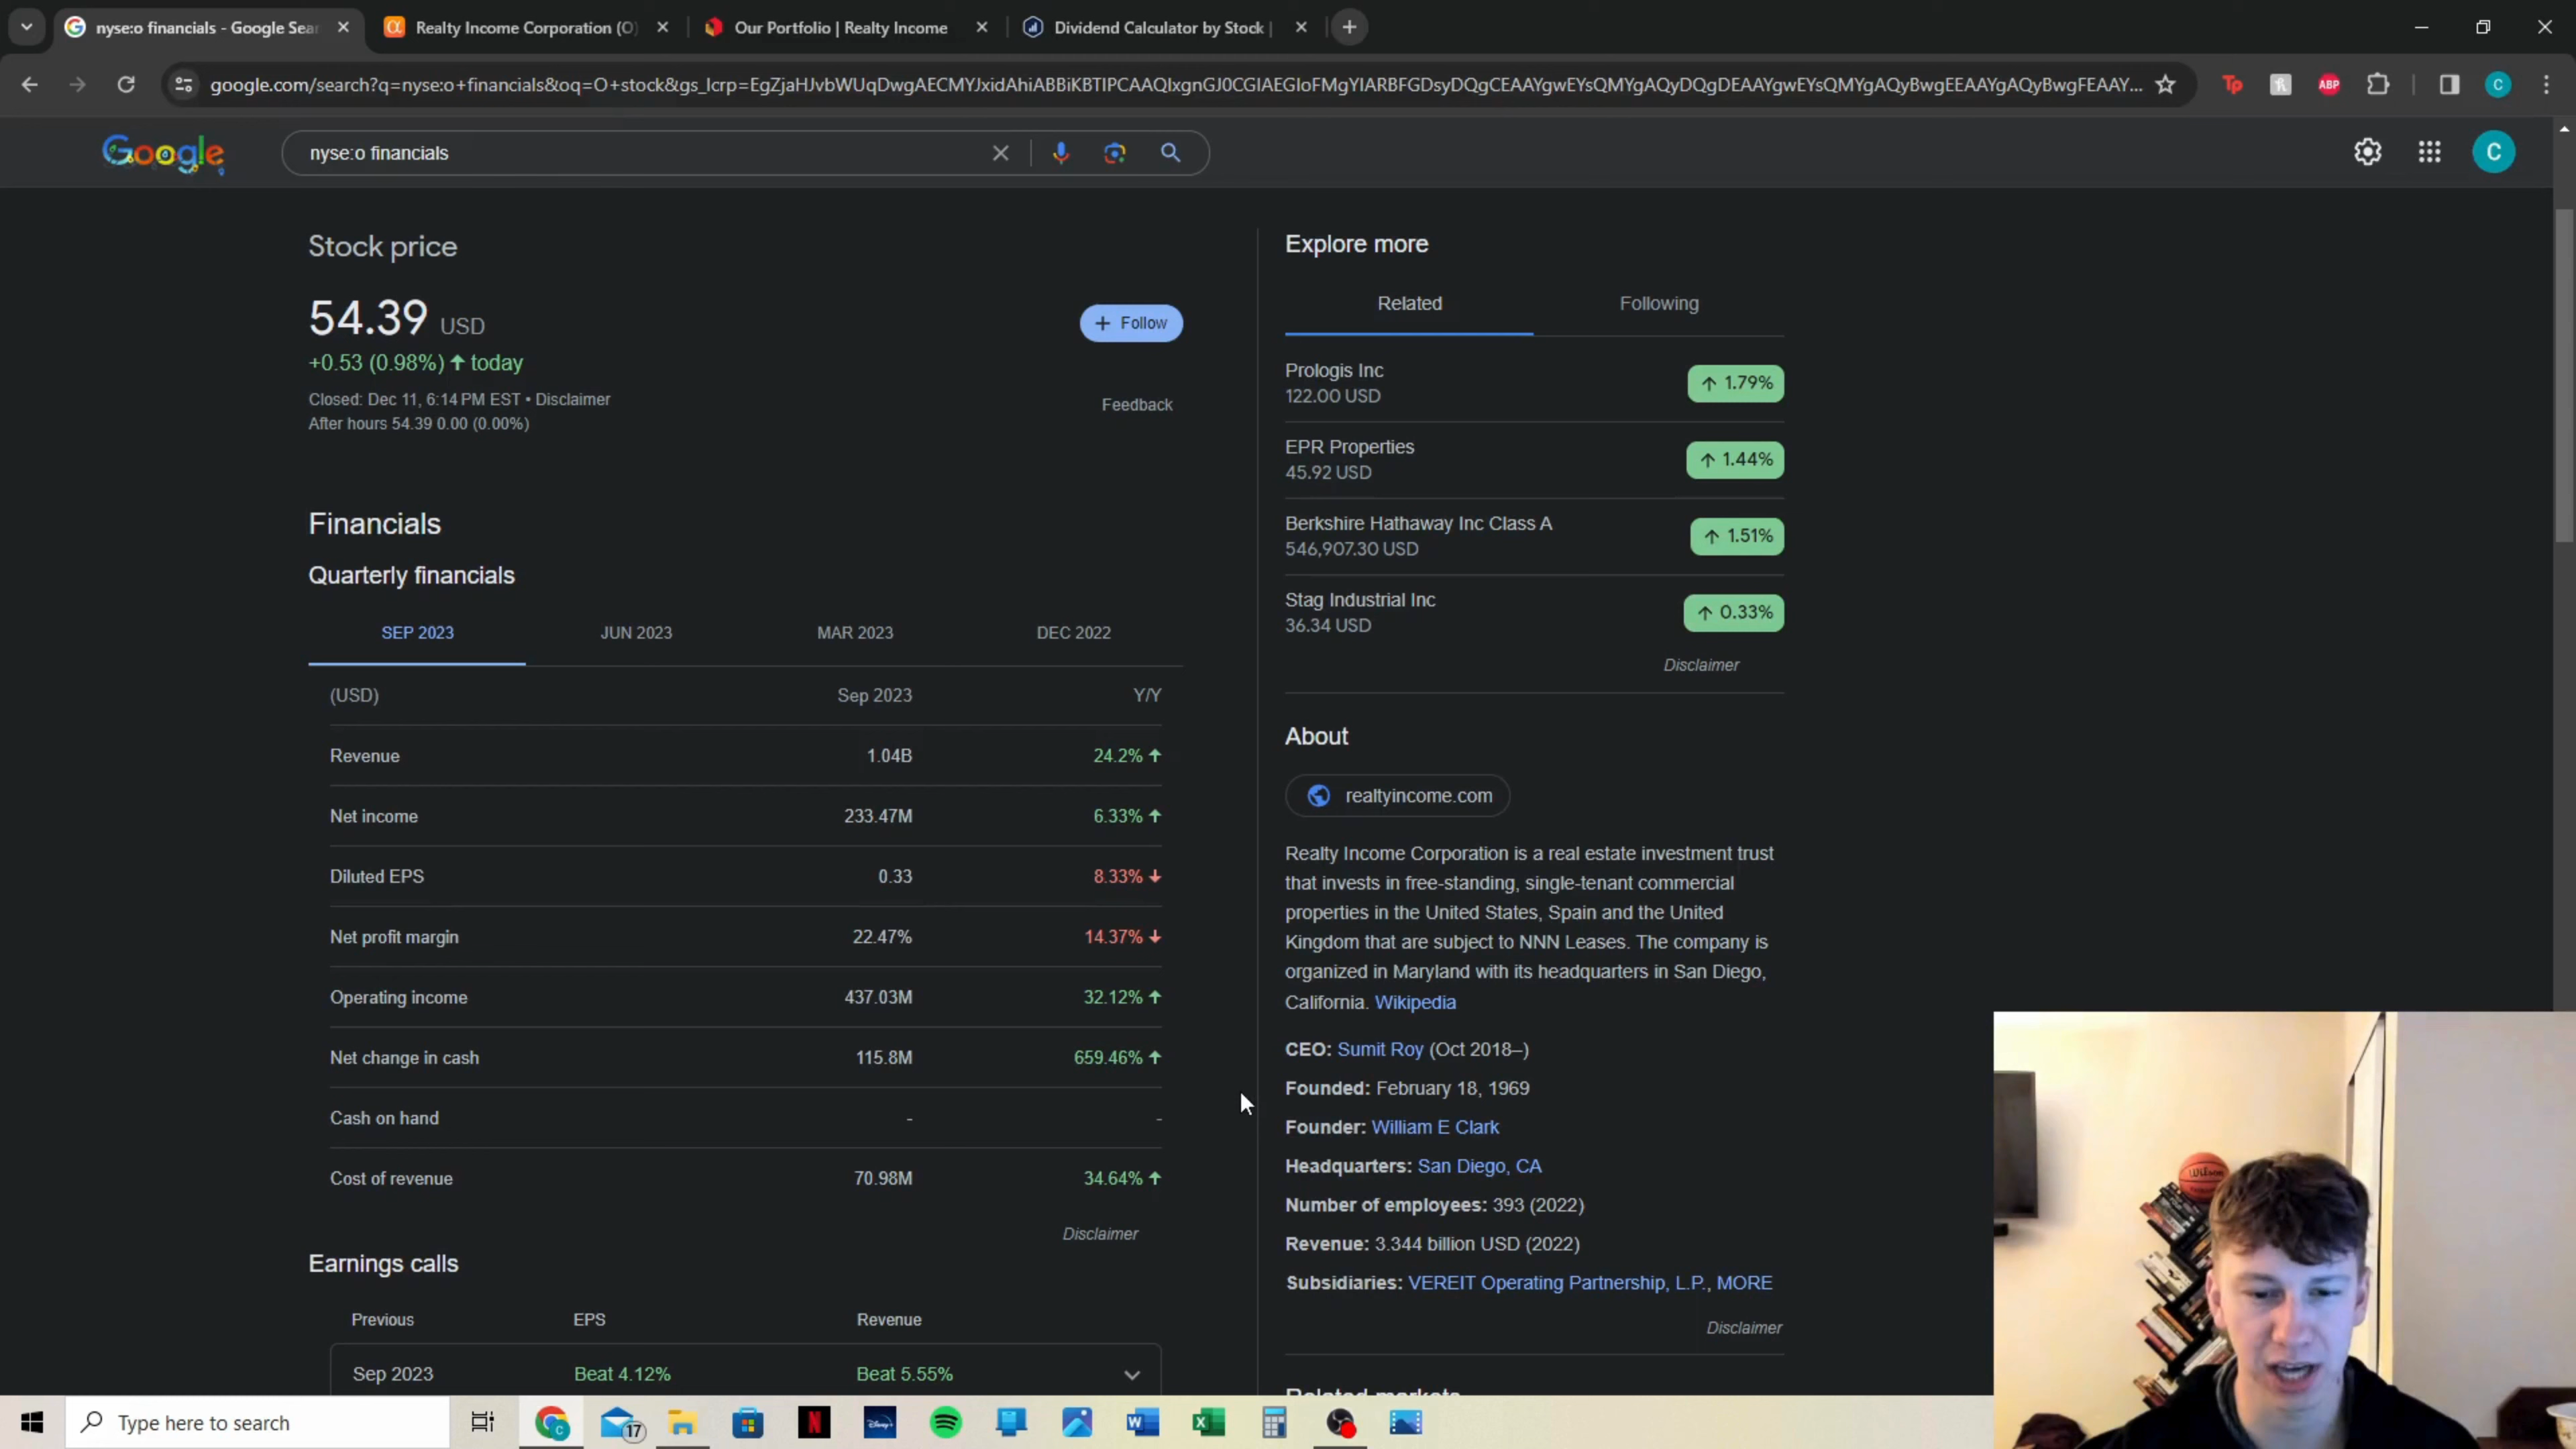 nyse:o financials - Google Sear
Realty Income Corporation (O)
Our Portfolio | Realty Income
Dividend Calculator by Stock |
google.com/search?q=nyse:o+financials&oq=O+stock&gs_lcrp=EgZjaHJvbWUqDwgAECMYJxidAhiABBiKBTIPCAAQIxgnGJ0CGIAEGIoFMgYIARBFGDsyDQgCEAAYgwEYsQMYgAQyDQgDEAAYgwEYsQMYgAQyBwgEEAAYgAQyBwgFEAAY...
Tp
ABP
C
Google
nyse:o financials
C
Stock price
54.39 USD
+ Follow
+0.53 (0.98%) ↑ today
Closed: Dec 11, 6:14 PM EST • Disclaimer
After hours 54.39 0.00 (0.00%)
Feedback
Financials
Quarterly financials
SEP 2023 JUN 2023 MAR 2023 DEC 2022
(USD) Sep 2023 Y/Y
Revenue 1.04B 24.2% ↑
Net income 233.47M 6.33% ↑
Diluted EPS 0.33 8.33% ↓
Net profit margin 22.47% 14.37% ↓
Operating income 437.03M 32.12% ↑
Net change in cash 115.8M 659.46% ↑
Cash on hand - -
Cost of revenue 70.98M 34.64% ↑
Disclaimer
Earnings calls
Previous EPS Revenue
Sep 2023 Beat 4.12% Beat 5.55%
Explore more
Related Following
Prologis Inc
122.00 USD
↑ 1.79%
EPR Properties
45.92 USD
↑ 1.44%
Berkshire Hathaway Inc Class A
546,907.30 USD
↑ 1.51%
Stag Industrial Inc
36.34 USD
↑ 0.33%
Disclaimer
About
realtyincome.com
Realty Income Corporation is a real estate investment trust
that invests in free-standing, single-tenant commercial
properties in the United States, Spain and the United
Kingdom that are subject to NNN Leases. The company is
organized in Maryland with its headquarters in San Diego,
California. Wikipedia
CEO: Sumit Roy (Oct 2018–)
Founded: February 18, 1969
Founder: William E Clark
Headquarters: San Diego, CA
Number of employees: 393 (2022)
Revenue: 3.344 billion USD (2022)
Subsidiaries: VEREIT Operating Partnership, L.P., MORE
Disclaimer
Related markets
Wilson
Type here to search
17